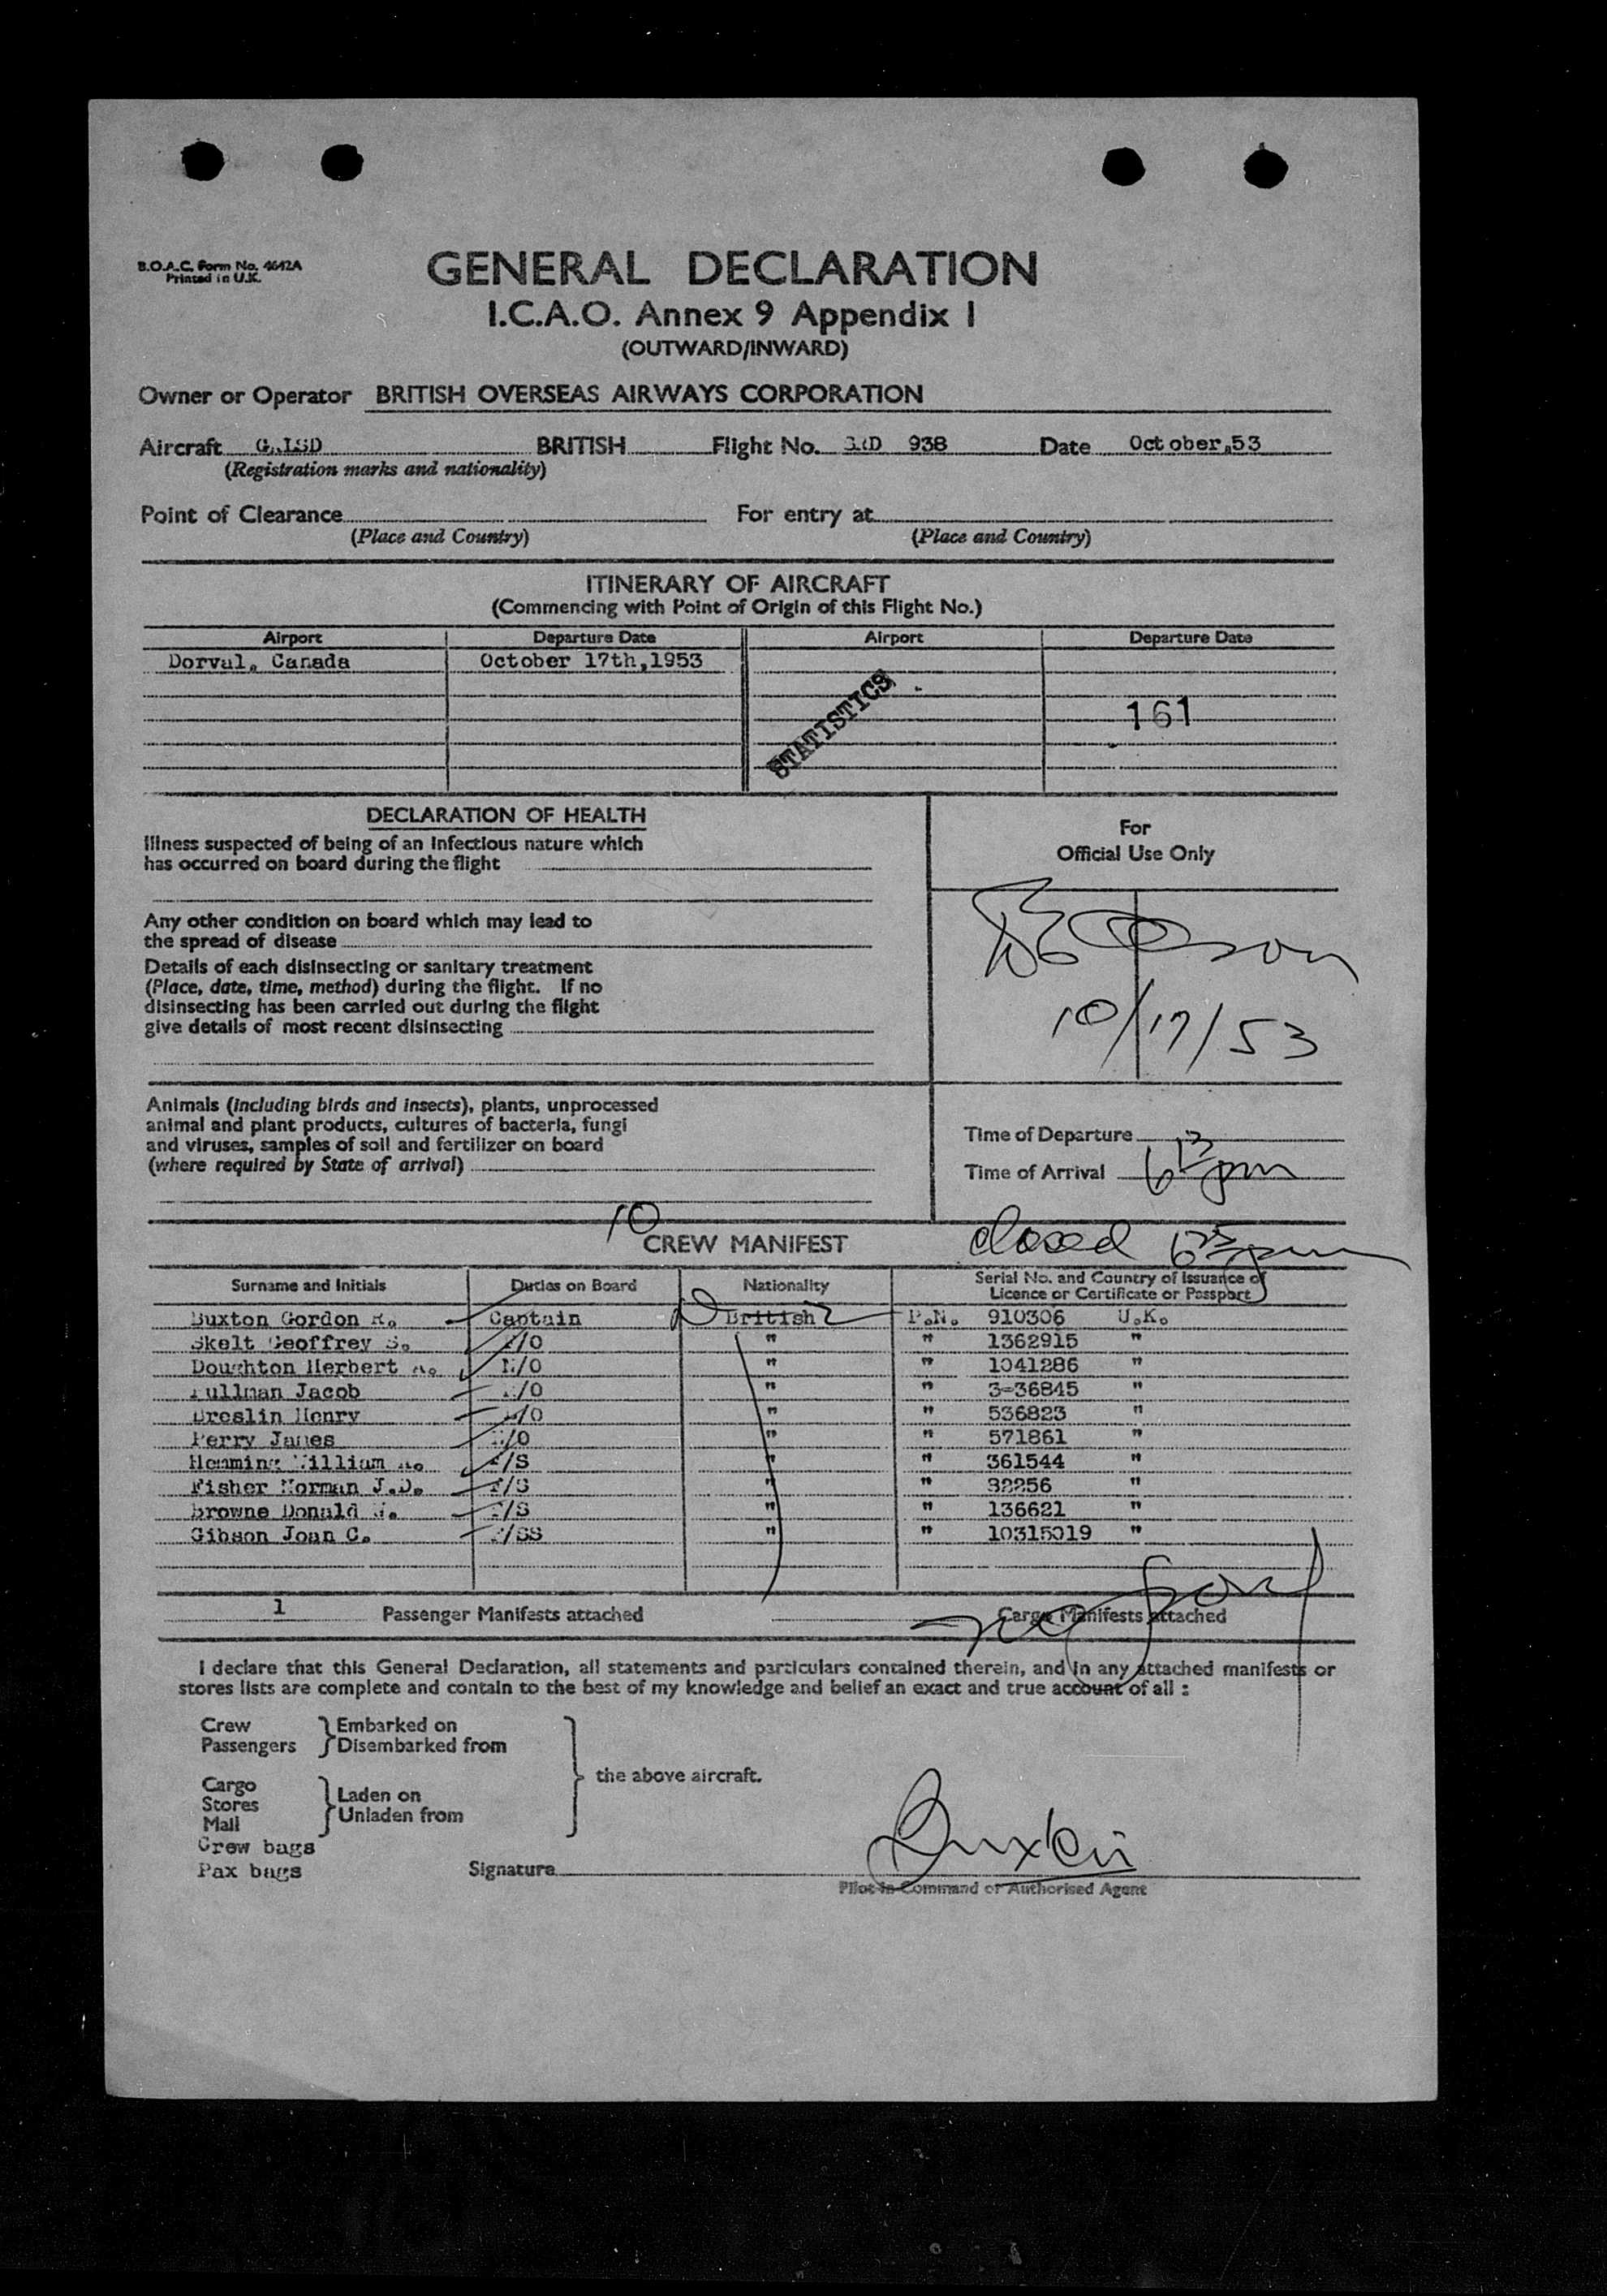 B.O.A.C. Form No. 4642A
Printed in U.K.
GENERAL DECLARATION
I.C.A.O. Annex 9 Appendix I
(OUTWARD/INWARD)
Owner or Operator BRITISH OVERSEAS AIRWAYS CORPORATION
Aircraft BRITISH Flight No. 938 Date October,53
(Registration marks and nationality)
Point of Clearance For entry at
(Place and Country) (Place and Country)
ITINERARY OF AIRCRAFT
(Commencing with Point of Origin of this Flight No.)
Airport Departure Date Airport Departure Date
Dorval, Canada October 17th,1953
STATISTICS
161
DECLARATION OF HEALTH
Illness suspected of being of an infectious nature which
has occurred on board during the flight
Any other condition on board which may lead to
the spread of disease
Details of each disinsecting or sanitary treatment
(Place, date, time, method) during the flight. If no
disinsecting has been carried out during the flight
give details of most recent disinsecting
For
Official Use Only
10/17/53
Animals (including birds and insects), plants, unprocessed
animal and plant products, cultures of bacteria, fungi
and viruses, samples of soil and fertilizer on board
(where required by State of arrival)
Time of Departure
Time of Arrival 6 13 pm
10
CREW MANIFEST closed
Surname and Initials Duties on Board Nationality Serial No. and Country of Issuance of
Licence or Certificate or Passport
Buxton Gordon R. Captain British P.N. 910306 U.K.
Skelt Geoffrey S. /O " " 1362915 "
Doughton Herbert A. N/O " " 1041286 "
Pullman Jacob /O " " 3-36845 "
Breslin Henry /O " " 536823 "
Perry James /O " " 571861 "
Hemming William A. /S " " 361544 "
Fisher Norman J.D. /S " " 32256 "
Browne Donald /S " " 136621 "
Gibson Joan C. /SS " " 10315019 "
1 Passenger Manifests attached Cargo Manifests attached
I declare that this General Declaration, all statements and particulars contained therein, and in any attached manifests or
stores lists are complete and contain to the best of my knowledge and belief an exact and true account of all :
Crew Embarked on
Passengers Disembarked from
the above aircraft.
Cargo
Stores Laden on
Mail Unladen from
Crew bags
Pax bags
Signature Buxton
Pilot-in-Command or Authorised Agent